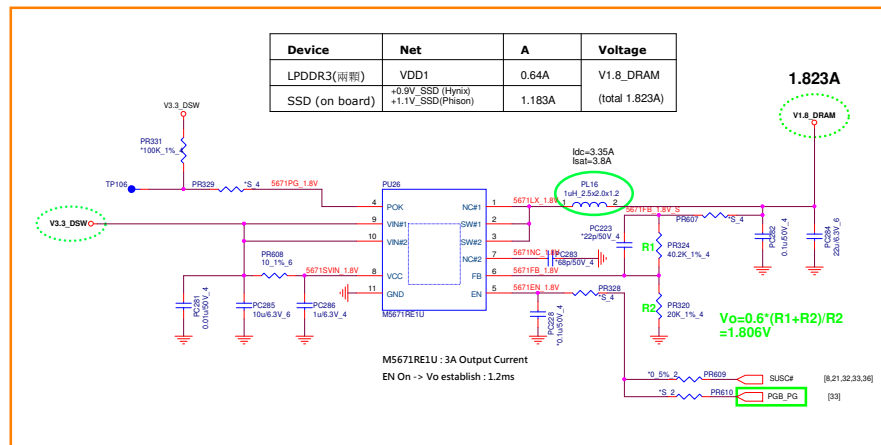 Device Net A Voltage
LPDDR3(兩顆) VDD1 0.64A V1.8_DRAM
SSD (on board) +0.9V_SSD (Hynix) 1.183A (total 1.823A)
+1.1V_SSD(Phison)
1.823A
V3.3_DSW
V1.8_DRAM
PR331
*100K_1%_4
TP106
PR329
*S_4
5671PG_1.8V
V3.3_DSW
PU26
4 POK
9 VIN#1
10 VIN#2
8 VCC
11 GND
NC#1 1
SW#1 2
SW#2 3
NC#2 7
FB 6
EN 5
M5671RE1U
Idc=3.35A
Isat=3.8A
PL16
1uH_2.5x2.0x1.2
5671LX_1.8V 1 2
5671FB_1.8V_S
PR607
*S_4
PC223
*22p/50V_4
R1
PR324
40.2K_1%_4
PC282
0.1u/50V_4
PC284
22u/6.3V_6
5671NC_1.8V
PC283
*68p/50V_4
5671FB_1.8V
5671EN_1.8V
PR328
*S_4
R2
PR320
20K_1%_4
Vo=0.6*(R1+R2)/R2
=1.806V
PR608
10_1%_6
5671SVIN_1.8V
PC281
0.01u/50V_4
PC285
10u/6.3V_6
PC286
1u/6.3V_4
PC228
*0.1u/50V_4
M5671RE1U : 3A Output Current
EN On -> Vo establish : 1.2ms
*0_5%_2 PR609 SUSC# [8,21,32,33,36]
*S_2 PR610 PGB_PG [33]